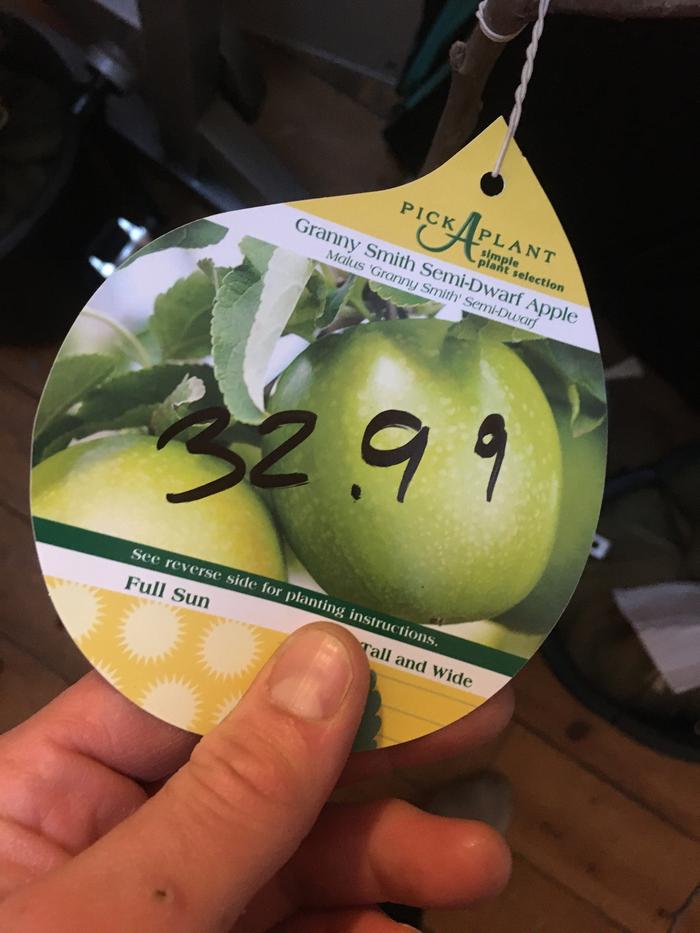 PICK A PLANT
simple
plant selection
Granny Smith Semi-Dwarf Apple
Malus 'Granny Smith' Semi-Dwarf
32.99
See reverse side for planting instructions.
Full Sun
Tall and Wide